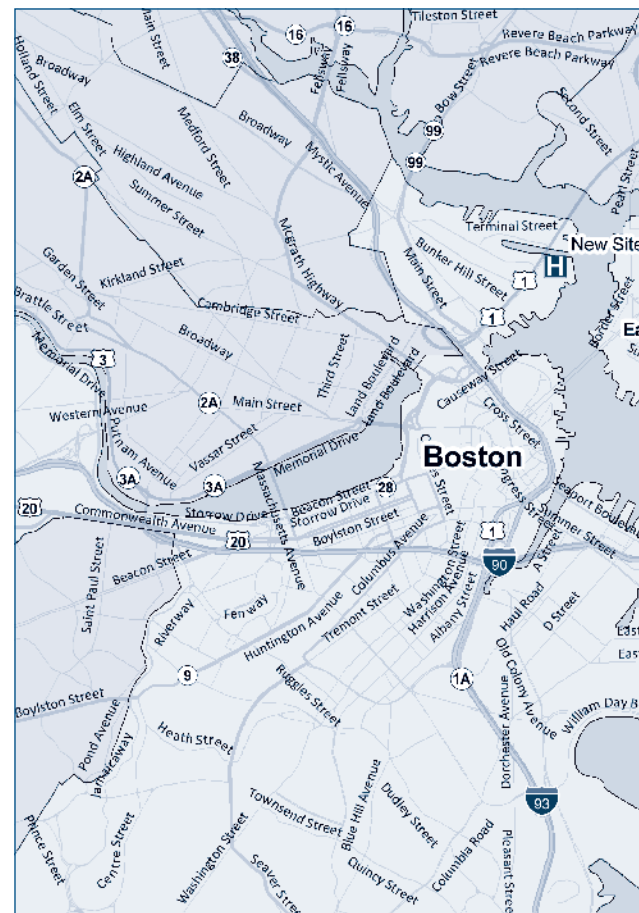 Tileston Street
Revere Beach Parkway
Revere Beach Parkway
Main Street
16
16
38
Fellsway
Fellsway
Holland Street
Broadway
Bow Street
Second Street
99
99
Elm Street
Medford Street
Broadway
Mystic Avenue
Highland Avenue
2A
Summer Street
Pearl Street
Terminal Street
New Site
H
Bunker Hill Street
Main Street
1
1
Garden Street
Kirkland Street
Mcgrath Highway
Brattle Street
Cambridge Street
Border Street
Ea
Memorial Drive
3
Broadway
Third Street
Land Boulevard
Land Boulevard
Causeway Street
2A
Main Street
Western Avenue
Putnam Avenue
Vassar Street
Cross Street
Memorial Drive
Boston
3A
3A
Massachusetts Avenue
28
Beacon Street
Storrow Drive
Storrow Drive
Seaport Boulevard
Summer Street
20
Commonwealth Avenue
20
Boylston Street
1
90
A Street
Beacon Street
Columbus Avenue
Washington Street
Harrison Avenue
Albany Street
Saint Paul Street
Riverway
Fenway
Huntington Avenue
Tremont Street
Haul Road
D Street
East
East
9
Ruggles Street
1A
Old Colony Avenue
Boylston Street
William Day B
Pond Avenue
Jamaicaway
Heath Street
Dorchester Avenue
93
Townsend Street
Blue Hill Avenue
Dudley Street
Prince Street
Centre Street
Washington Street
Seaver Stree
Quincy Street
Columbia Road
Pleasant Stree